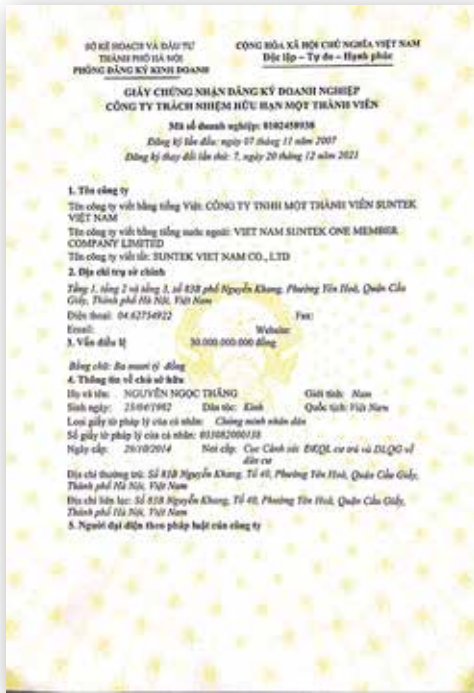 SỞ KẾ HOẠCH VÀ ĐẦU TƯ
THÀNH PHỐ HÀ NỘI
PHÒNG ĐĂNG KÝ KINH DOANH
CỘNG HÒA XÃ HỘI CHỦ NGHĨA VIỆT NAM
Độc lập – Tự do – Hạnh phúc
GIẤY CHỨNG NHẬN ĐĂNG KÝ DOANH NGHIỆP
CÔNG TY TRÁCH NHIỆM HỮU HẠN MỘT THÀNH VIÊN
Mã số doanh nghiệp: 0102458938
Đăng ký lần đầu: ngày 07 tháng 11 năm 2007
Đăng ký thay đổi lần thứ: 7, ngày 20 tháng 12 năm 2021
1. Tên công ty
Tên công ty viết bằng tiếng Việt: CÔNG TY TNHH MỘT THÀNH VIÊN SUNTEK
VIỆT NAM
Tên công ty viết bằng tiếng nước ngoài: VIET NAM SUNTEK ONE MEMBER
COMPANY LIMITED
Tên công ty viết tắt: SUNTEK VIET NAM CO., LTD
2. Địa chỉ trụ sở chính
Tầng 1, tầng 2 và tầng 3, số 83B phố Nguyễn Khang, Phường Yên Hoà, Quận Cầu
Giấy, Thành phố Hà Nội, Việt Nam
Điện thoại: 04.62754922 Fax:
Email: Website:
3. Vốn điều lệ 30.000.000.000 đồng
Bằng chữ: Ba mươi tỷ đồng
4. Thông tin về chủ sở hữu
Họ và tên: NGUYỄN NGỌC THĂNG Giới tính: Nam
Sinh ngày: 25/04/1982 Dân tộc: Kinh Quốc tịch: Việt Nam
Loại giấy tờ pháp lý của cá nhân: Chứng minh nhân dân
Số giấy tờ pháp lý của cá nhân: 033082000138
Ngày cấp: 29/10/2014 Nơi cấp: Cục Cảnh sát ĐKQL cư trú và DLQG về
dân cư
Địa chỉ thường trú: Số 83B Nguyễn Khang, Tổ 40, Phường Yên Hoà, Quận Cầu Giấy,
Thành phố Hà Nội, Việt Nam
Địa chỉ liên lạc: Số 83B Nguyễn Khang, Tổ 40, Phường Yên Hoà, Quận Cầu Giấy,
Thành phố Hà Nội, Việt Nam
5. Người đại diện theo pháp luật của công ty